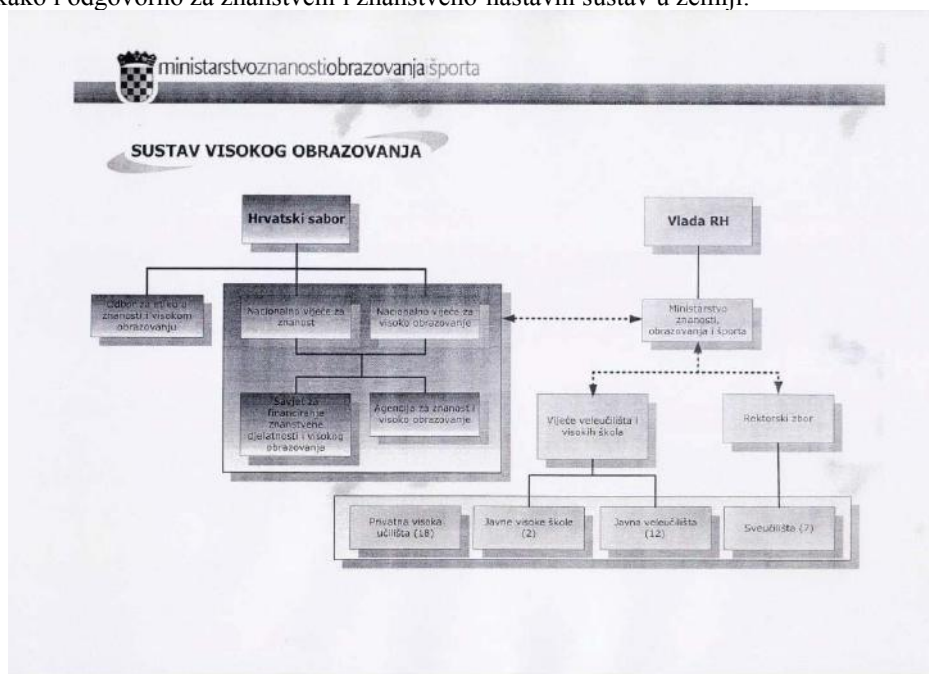 kako i odgovorno za znanstveni i znanstveno-nastavni sustav u zemlji.
ministarstvoznanostiobrazovanjaišporta
SUSTAV VISOKOG OBRAZOVANJA
Hrvatski sabor
Vlada RH
Odbor za etiku u
znanosti i visokom
obrazovanju
Nacionalno vijeće za
znanost
Nacionalno vijeće za
visoko obrazovanje
Ministarstvo
znanosti,
obrazovanja i športa
Savjet za
financiranje
znanstvene
djelatnosti i visokog
obrazovanja
Agencija za znanost i
visoko obrazovanje
Vijeće veleučilišta i
visokih škola
Rektorski zbor
Privatna visoka
učilišta (18)
Javne visoke škole
(2)
Javna veleučilišta
(12)
Sveučilišta (7)